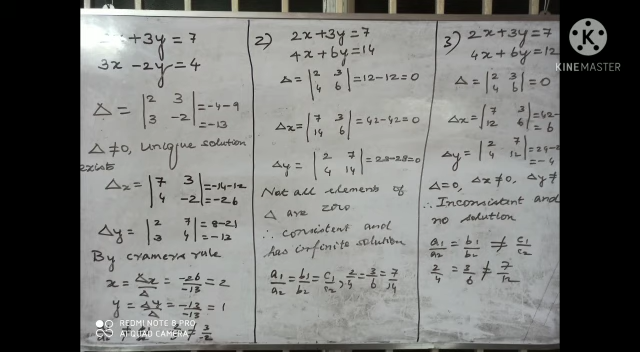 x + 3y = 7
3x - 2y = 4
Δ = |2 3; 3 -2| = -4-9
= -13
Δ ≠ 0, unique solution
exists
Δx = |7 3; 4 -2| = -14-12
= -26
Δy = |2 7; 3 4| = 8-21
= -13
By cramers rule
x = Δx/Δ = -26/-13 = 2
y = Δy/Δ = -13/-13 = 1
≠ 3/-2
2) 2x+3y=7
4x+6y=14
Δ = |2 3; 4 6| = 12-12=0
Δx = |7 3; 14 6| = 42-42=0
Δy = |2 7; 4 14| = 28-28=0
Not all elements of
Δ are zero
∴ consistent and
has infinite solution
a1/a2 = b1/b2 = c1/c2, 2/4 = 3/6 = 7/14
3) 2x+3y=7
4x+6y=12
Δ = |2 3; 4 6| = 0
Δx = |7 3; 12 6| = 42-
= 6
Δy = |2 7; 4 12| = 24-2
= -4
Δ=0, Δx≠0, Δy≠
∴ Inconsistent and
no solution
a1/a2 = b1/b2 ≠ c1/c2
2/4 = 3/6 ≠ 7/12
KINEMASTER
REDMI NOTE 8 PRO
AI QUAD CAMERA